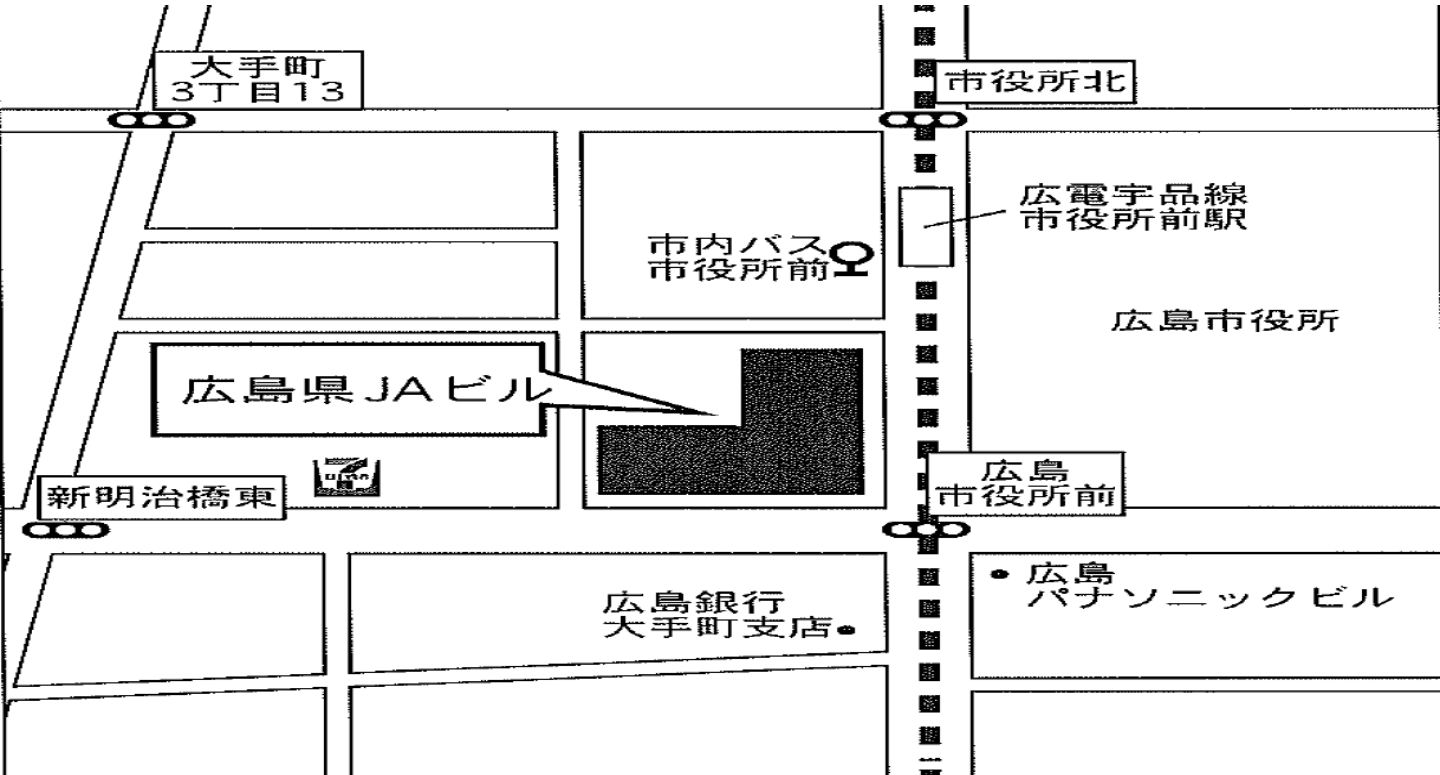 大手町
3丁目13
市役所北
広電宇品線
市役所前駅
市内バス
市役所前
広島市役所
広島県JAビル
7
新明治橋東
広島
市役所前
広島
パナソニックビル
広島銀行
大手町支店